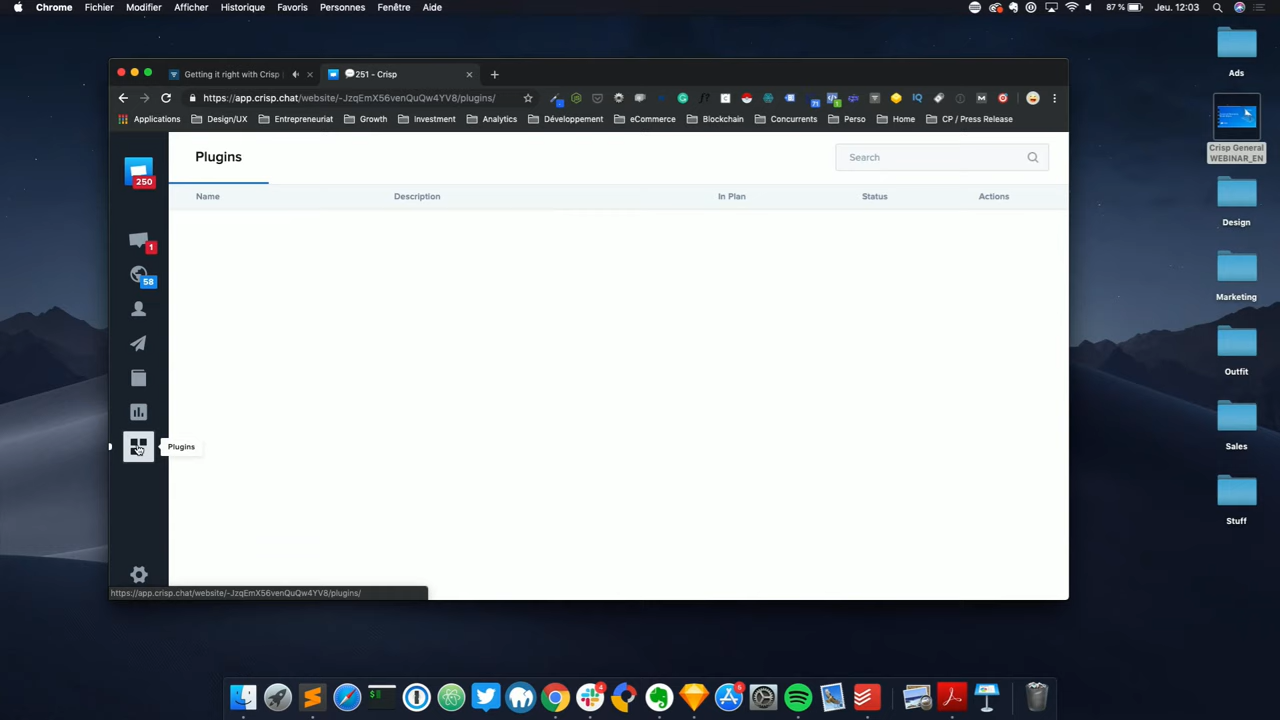 Chrome Fichier Modifier Afficher Historique Favoris Personnes Fenêtre Aide 87 % Jeu. 12:03
Getting it right with Crisp 251 - Crisp
https://app.crisp.chat/website/-JzqEmX56venQuQw4YV8/plugins/
Applications Design/UX Entrepreneuriat Growth Investment Analytics Développement eCommerce Blockchain Concurrents Perso Home CP / Press Release
Plugins
Search
250
Name Description In Plan Status Actions
1
58
Plugins
https://app.crisp.chat/website/-JzqEmX56venQuQw4YV8/plugins/
Ads
Crisp General
WEBINAR_EN
Design
Marketing
Outfit
Sales
Stuff